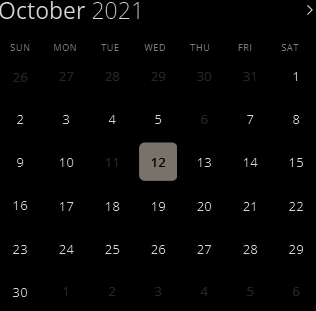 October 2021
SUN MON TUE WED THU FRI SAT
26 27 28 29 30 31 1
2 3 4 5 6 7 8
9 10 11 12 13 14 15
16 17 18 19 20 21 22
23 24 25 26 27 28 29
30 1 2 3 4 5 6